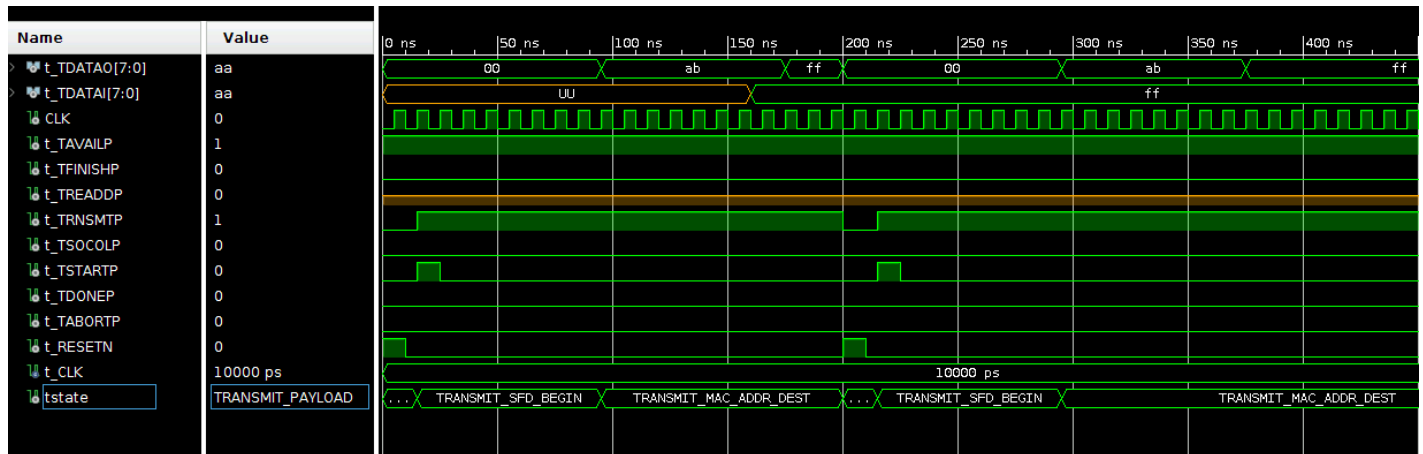 Name Value
0 ns 50 ns 100 ns 150 ns 200 ns 250 ns 300 ns 350 ns 400 ns
t_TDATAO[7:0] aa 00 ab ff 00 ab ff
t_TDATAI[7:0] aa UU ff
CLK 0
t_TAVAILP 1
t_TFINISHP 0
t_TREADDP 0
t_TRNSMTP 1
t_TSOCOLP 0
t_TSTARTP 0
t_TDONEP 0
t_TABORTP 0
t_RESETN 0
t_CLK 10000 ps 10000 ps
tstate TRANSMIT_PAYLOAD ... TRANSMIT_SFD_BEGIN TRANSMIT_MAC_ADDR_DEST ... TRANSMIT_SFD_BEGIN TRANSMIT_MAC_ADDR_DEST